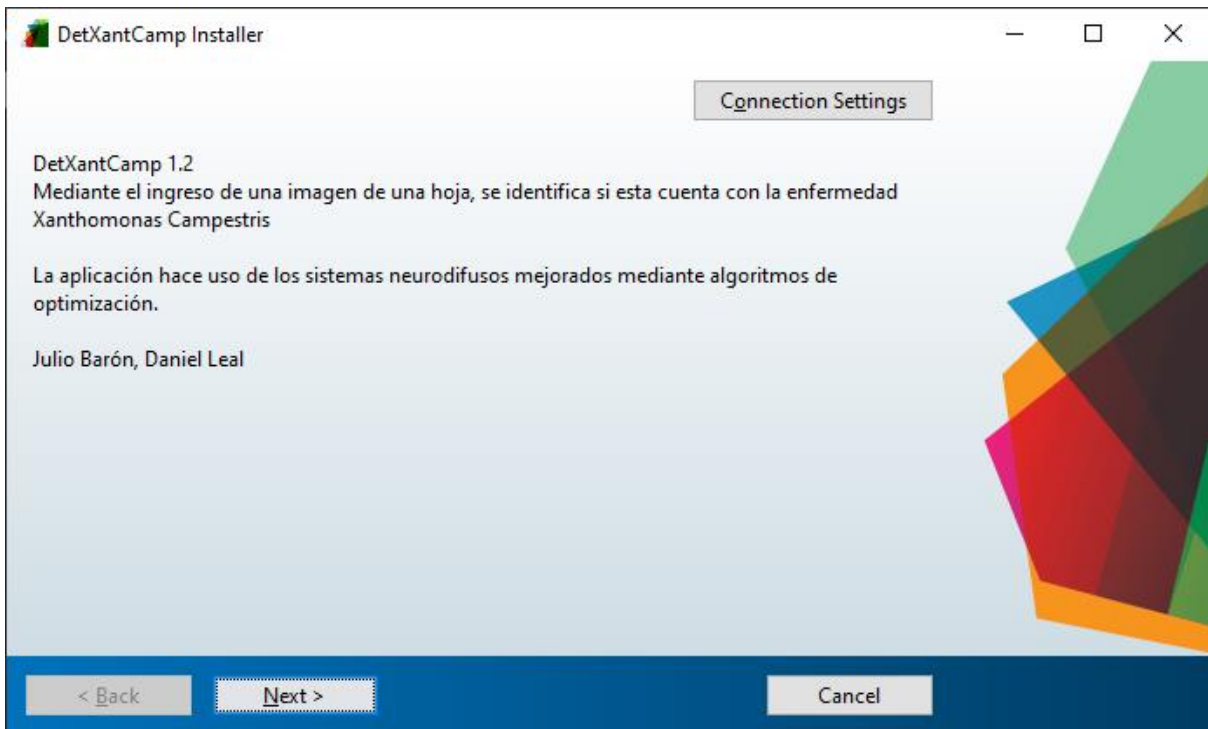 DetXantCamp Installer
Connection Settings
DetXantCamp 1.2
Mediante el ingreso de una imagen de una hoja, se identifica si esta cuenta con la enfermedad
Xanthomonas Campestris
La aplicación hace uso de los sistemas neurodifusos mejorados mediante algoritmos de
optimización.
Julio Barón, Daniel Leal
< Back
Next >
Cancel